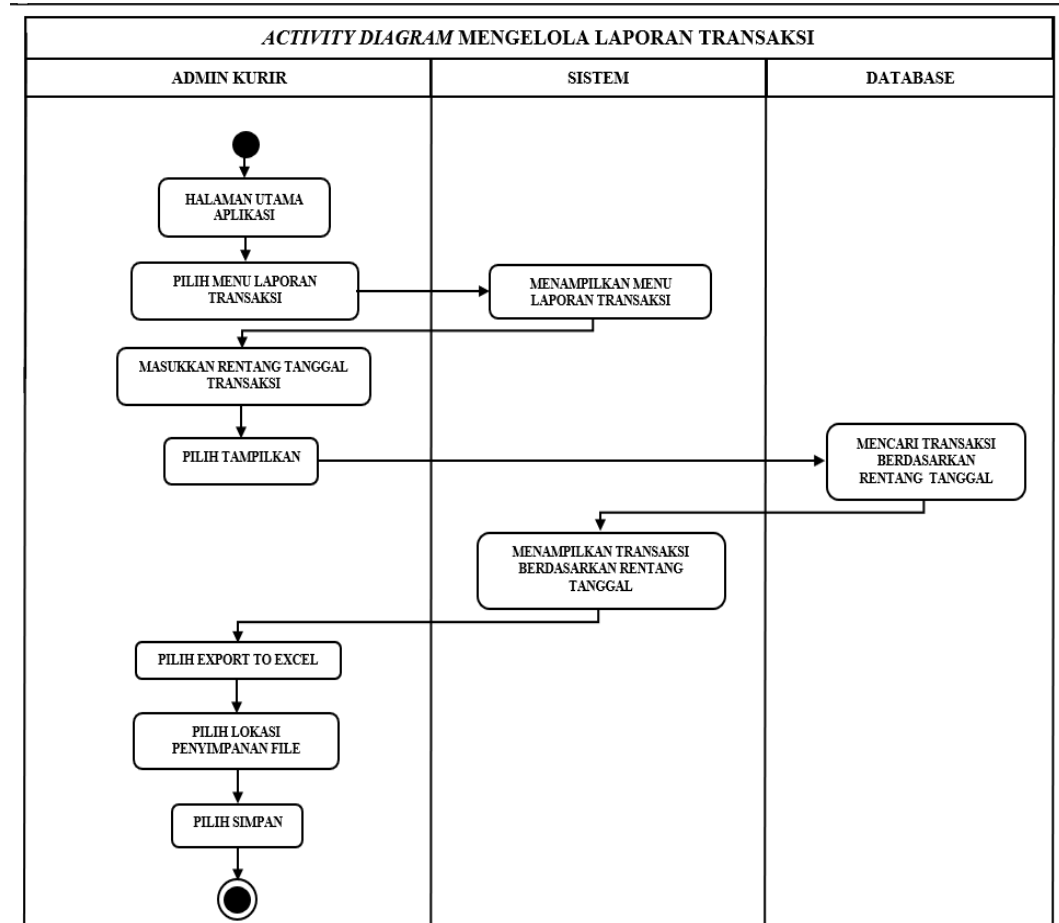 ACTIVITY DIAGRAM MENGELOLA LAPORAN TRANSAKSI
ADMIN KURIR
SISTEM
DATABASE
HALAMAN UTAMA
APLIKASI
PILIH MENU LAPORAN
TRANSAKSI
MENAMPILKAN MENU
LAPORAN TRANSAKSI
MASUKKAN RENTANG TANGGAL
TRANSAKSI
PILIH TAMPILKAN
MENCARI TRANSAKSI
BERDASARKAN
RENTANG TANGGAL
MENAMPILKAN TRANSAKSI
BERDASARKAN RENTANG
TANGGAL
PILIH EXPORT TO EXCEL
PILIH LOKASI
PENYIMPANAN FILE
PILIH SIMPAN